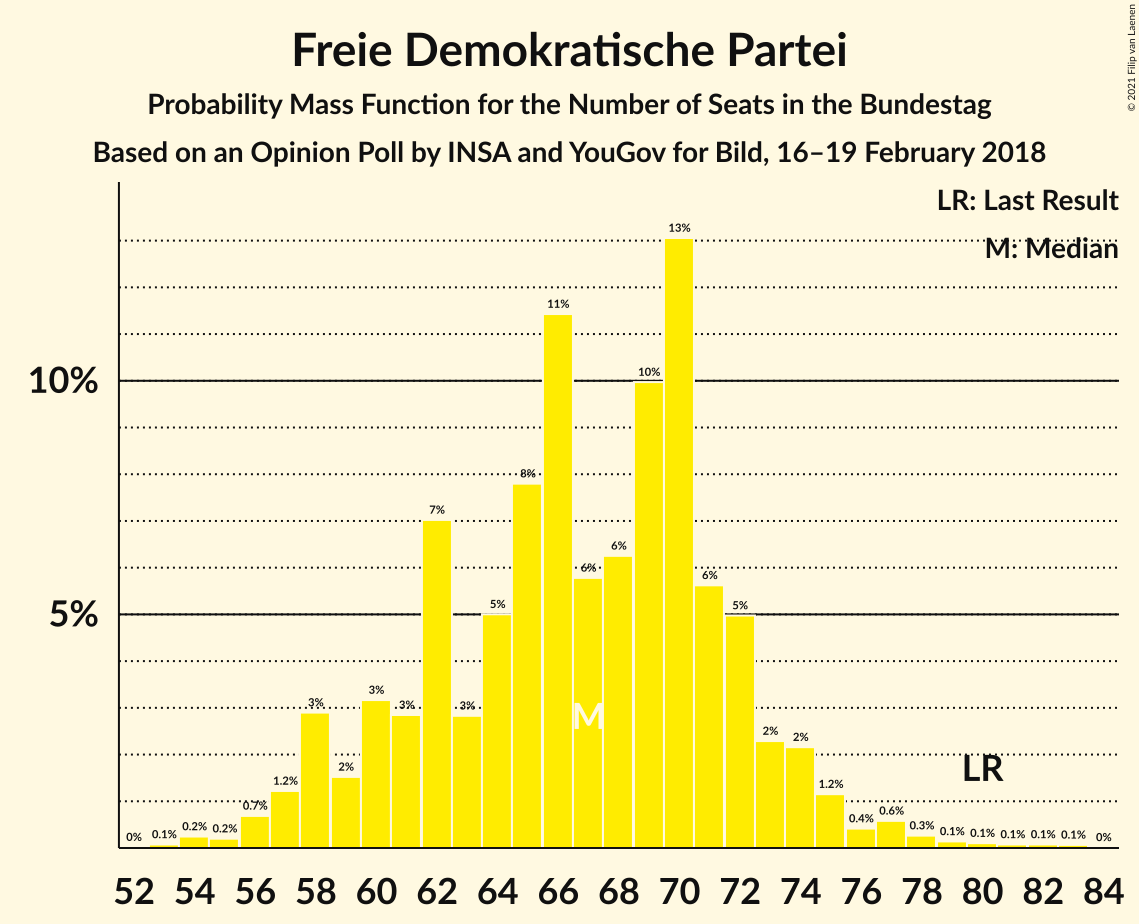 Freie Demokratische Partei
Probability Mass Function for the Number of Seats in the Bundestag
Based on an Opinion Poll by INSA and YouGov for Bild, 16–19 February 2018
© 2021 Filip van Laenen
LR: Last Result
M: Median
10%
5%
0% 0.1% 0.2% 0.2% 0.7% 1.2% 3% 2% 3% 3% 7% 3% 5% 8% 11% 6% 6% 10% 13% 6% 5% 2% 2% 1.2% 0.4% 0.6% 0.3% 0.1% 0.1% 0.1% 0.1% 0.1% 0%
M
LR
52 54 56 58 60 62 64 66 68 70 72 74 76 78 80 82 84